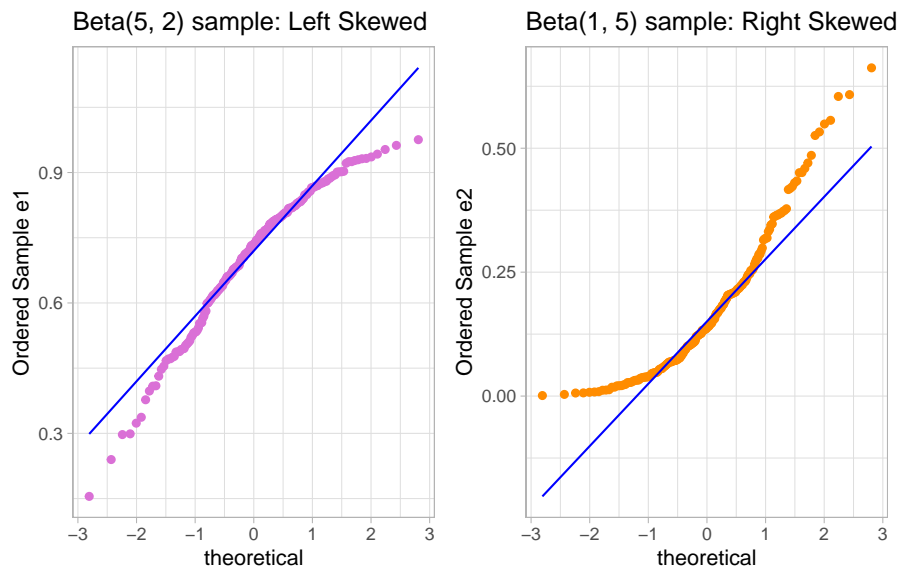 Beta(5, 2) sample: Left Skewed
Ordered Sample e1
0.9
0.6
0.3
−3 −2 −1 0 1 2 3
theoretical
Beta(1, 5) sample: Right Skewed
Ordered Sample e2
0.50
0.25
0.00
−3 −2 −1 0 1 2 3
theoretical